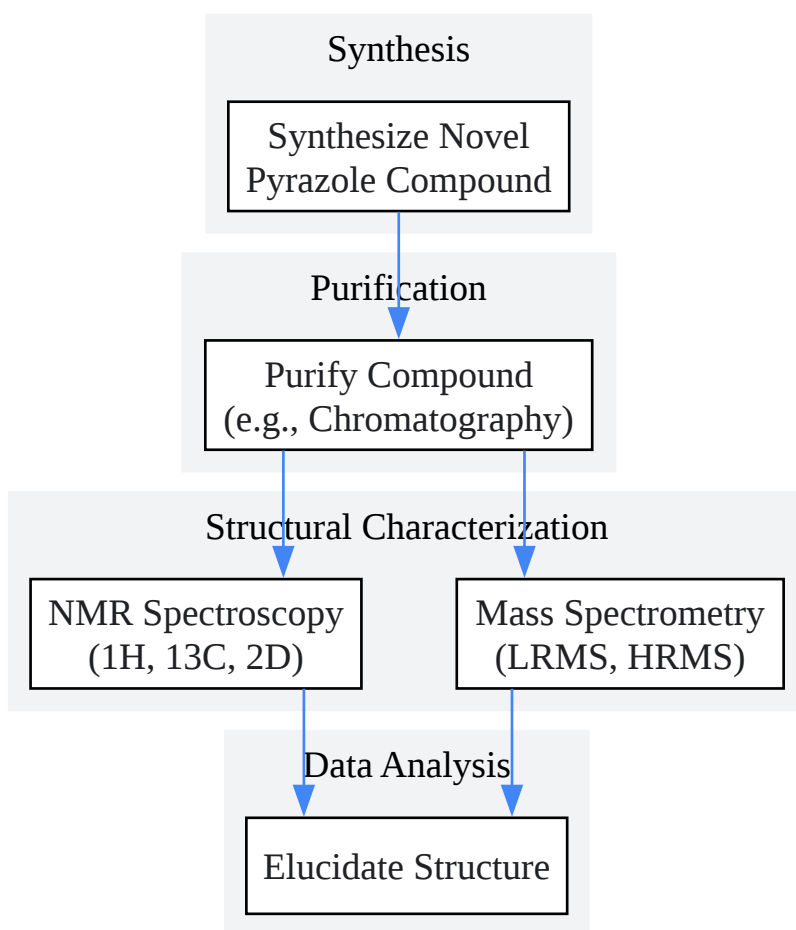 Synthesis
Synthesize Novel
Pyrazole Compound
Purification
Purify Compound
(e.g., Chromatography)
Structural Characterization
NMR Spectroscopy
(1H, 13C, 2D)
Mass Spectrometry
(LRMS, HRMS)
Data Analysis
Elucidate Structure